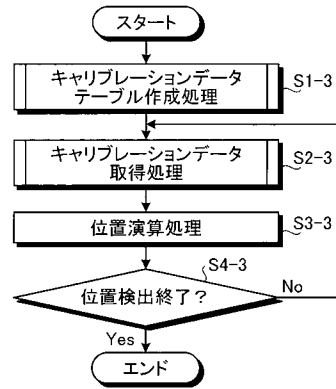 スタート
キャリブレーションデータ
テーブル作成処理
S1-3
キャリブレーションデータ
取得処理
S2-3
位置演算処理
S3-3
S4-3
位置検出終了？
No
Yes
エンド